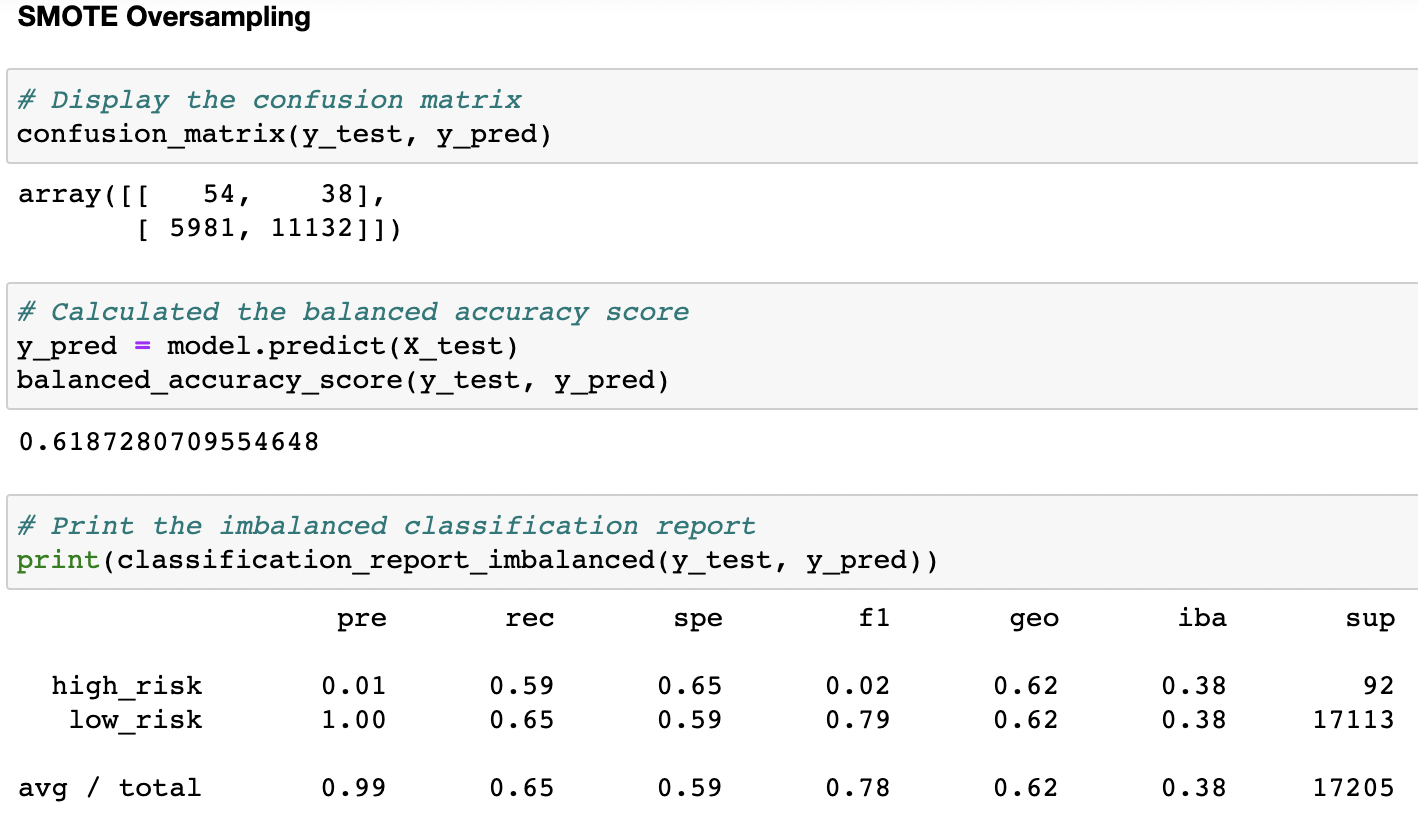 SMOTE Oversampling
# Display the confusion matrix
confusion_matrix(y_test, y_pred)
array([[   54,    38],
       [ 5981, 11132]])
# Calculated the balanced accuracy score
y_pred = model.predict(X_test)
balanced_accuracy_score(y_test, y_pred)
0.6187280709554648
# Print the imbalanced classification report
print(classification_report_imbalanced(y_test, y_pred))
                   pre       rec       spe        f1       geo       iba       sup
  high_risk       0.01      0.59      0.65      0.02      0.62      0.38        92
   low_risk       1.00      0.65      0.59      0.79      0.62      0.38     17113
avg / total       0.99      0.65      0.59      0.78      0.62      0.38     17205